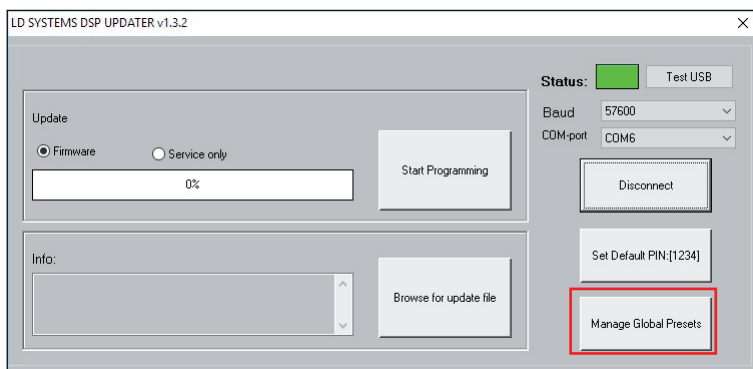 LD SYSTEMS DSP UPDATER v1.3.2
Status:
Test USB
Update
Baud
57600
Firmware
Service only
COM-port
COM6
0%
Start Programming
Disconnect
Info:
Set Default PIN:[1234]
Browse for update file
Manage Global Presets